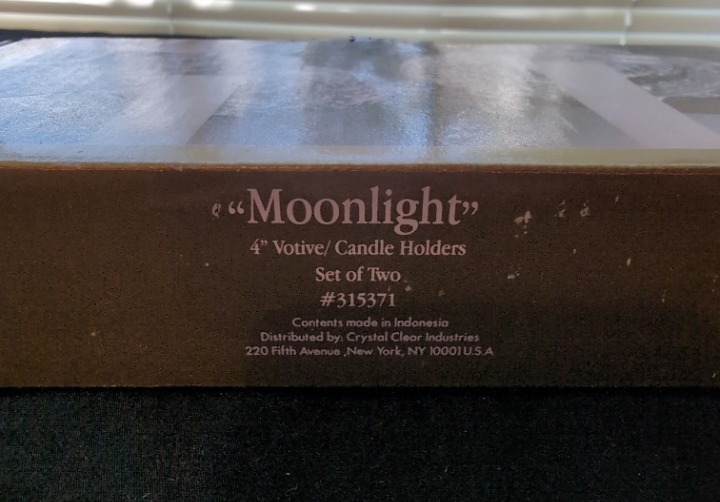 “Moonlight”
4” Votive/ Candle Holders
Set of Two
#315371
Contents made in Indonesia
Distributed by: Crystal Clear Industries
220 Fifth Avenue ,New York, NY 10001 U.S.A